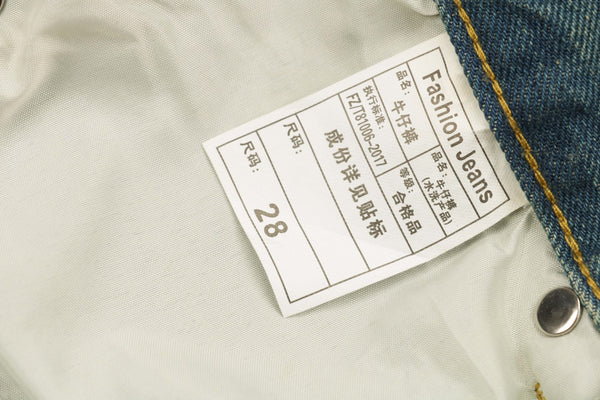 Fashion Jeans
品名：
牛仔裤
品名：牛仔裤
(水洗产品)
执行标准：
FZ/T81006-2017
等级：
合格品
成份详见贴标
尺码：
尺码：
28